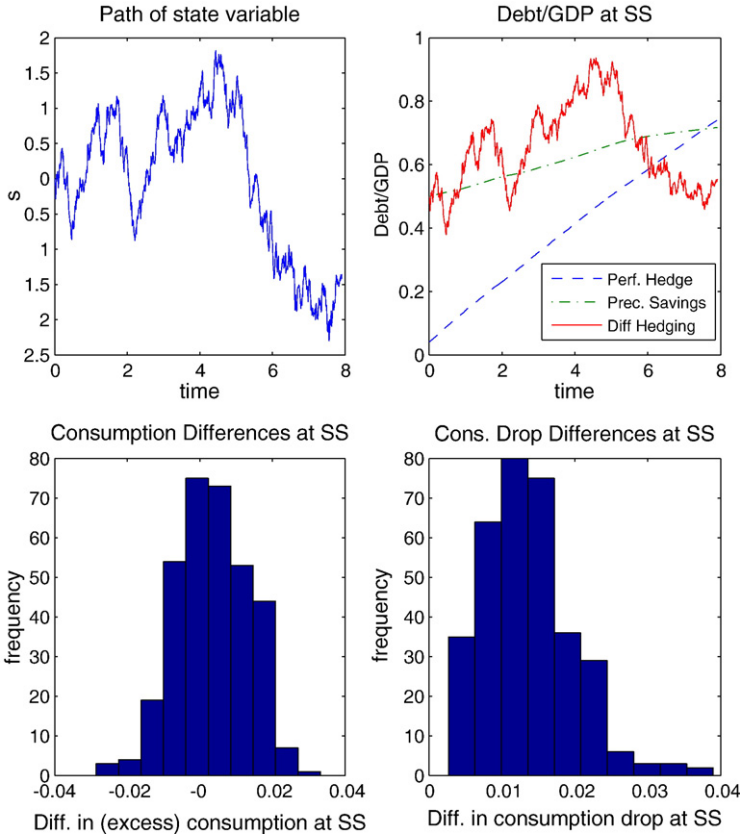 Path of state variable
2
1.5
1
0.5
0
0.5
1
1.5
2
2.5
s
0 2 4 6 8
time
Debt/GDP at SS
1
0.8
0.6
0.4
0.2
0
Debt/GDP
Perf. Hedge
Prec. Savings
Diff Hedging
0 2 4 6 8
time
Consumption Differences at SS
80
70
60
50
40
30
20
10
0
frequency
-0.04 -0.02 -0 0.02 0.04
Diff. in (excess) consumption at SS
Cons. Drop Differences at SS
80
70
60
50
40
30
20
10
0
frequency
0 0.01 0.02 0.03 0.04
Diff. in consumption drop at SS